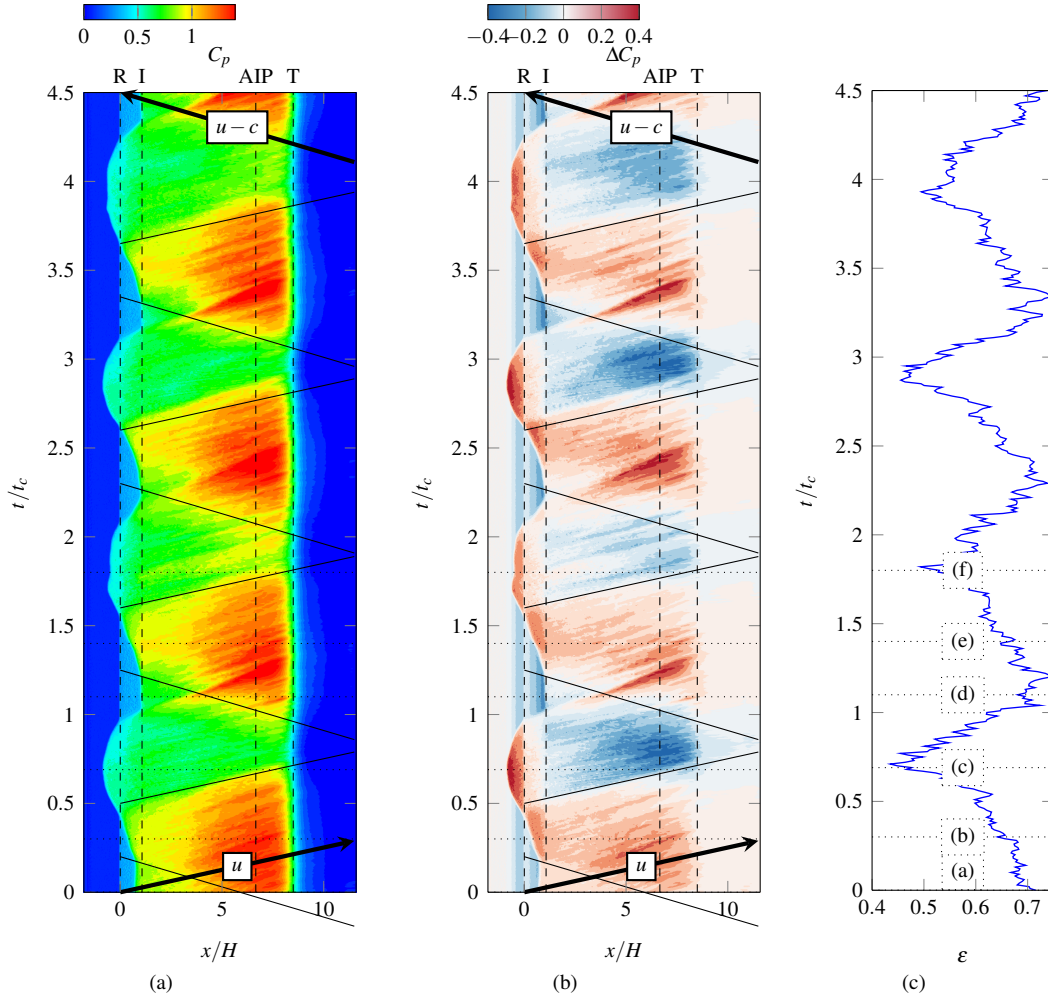 0 0.5 1
C_p
−0.4 −0.2 0 0.2 0.4
ΔC_p
R I AIP T
R I AIP T
4.5
4
3.5
3
2.5
2
1.5
1
0.5
0
t/t_c
u − c
u
0 5 10
x/H
(a)
4.5
4
3.5
3
2.5
2
1.5
1
0.5
0
t/t_c
u − c
u
0 5 10
x/H
(b)
4.5
4
3.5
3
2.5
2
1.5
1
0.5
0
t/t_c
(f)
(e)
(d)
(c)
(b)
(a)
0.4 0.5 0.6 0.7
ε
(c)